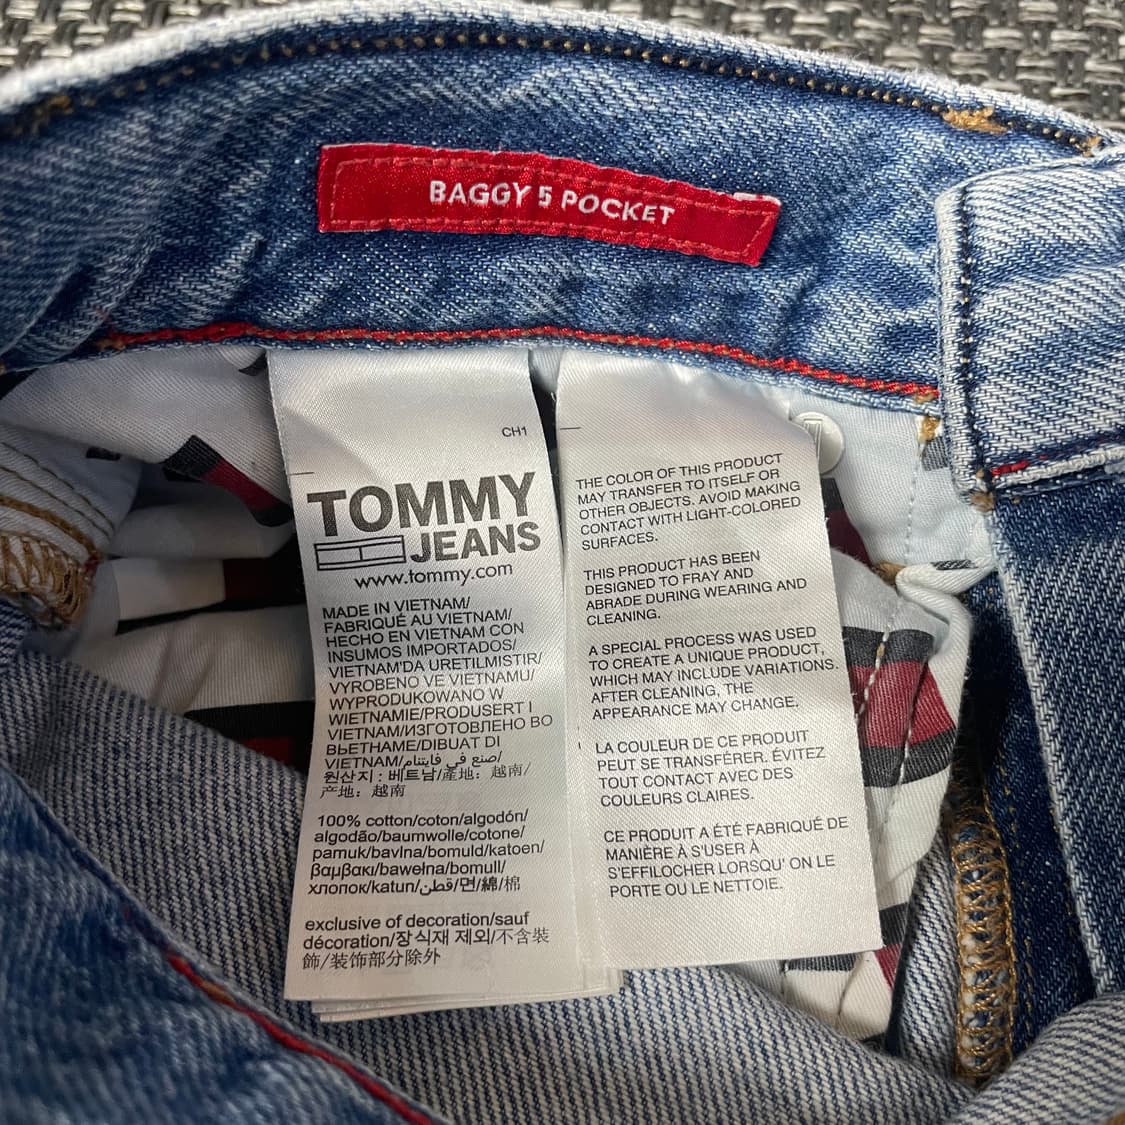 BAGGY 5 POCKET
CH1
TOMMY
JEANS
www.tommy.com
MADE IN VIETNAM/
FABRIQUÉ AU VIETNAM/
HECHO EN VIETNAM CON
INSUMOS IMPORTADOS/
VIETNAM'DA URETILMISTIR/
VYROBENO VE VIETNAMU/
WYPRODUKOWANO W
WIETNAMIE/PRODUSERT I
VIETNAM/ИЗГОТОВЛЕНО ВО
ВЬЕТНАМЕ/DIBUAT DI
VIETNAM/صنع في فايتنام/
원산지 : 베트남/產地： 越南/
产地： 越南
100% cotton/coton/algodón/
algodão/baumwolle/cotone/
pamuk/bavlna/bomuld/katoen/
βαμβακι/bawełna/bomull/
хлопок/katun/قطن/면/綿/棉
exclusive of decoration/sauf
décoration/장식재 제외/不含裝
飾/装饰部分除外
THE COLOR OF THIS PRODUCT
MAY TRANSFER TO ITSELF OR
OTHER OBJECTS. AVOID MAKING
CONTACT WITH LIGHT-COLORED
SURFACES.
THIS PRODUCT HAS BEEN
DESIGNED TO FRAY AND
ABRADE DURING WEARING AND
CLEANING.
A SPECIAL PROCESS WAS USED
TO CREATE A UNIQUE PRODUCT,
WHICH MAY INCLUDE VARIATIONS.
AFTER CLEANING, THE
APPEARANCE MAY CHANGE.
LA COULEUR DE CE PRODUIT
PEUT SE TRANSFÉRER. ÉVITEZ
TOUT CONTACT AVEC DES
COULEURS CLAIRES.
CE PRODUIT A ÉTÉ FABRIQUÉ DE
MANIÈRE À S'USER À
S'EFFILOCHER LORSQU' ON LE
PORTE OU LE NETTOIE.